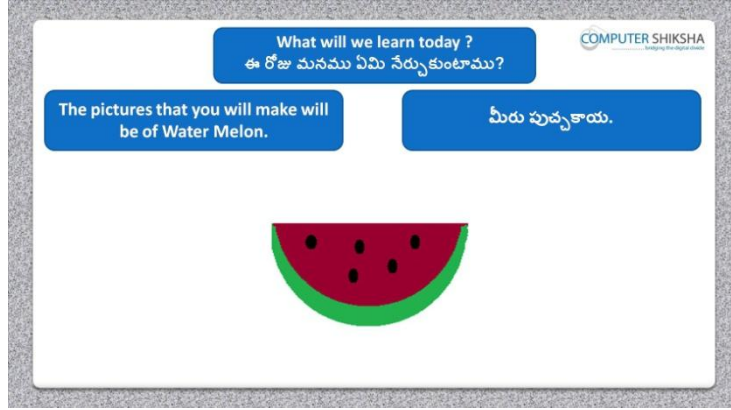 What will we learn today ?
ఈ రోజు మనము ఏమి నేర్చుకుంటాము?
COMPUTER SHIKSHA
bridging the digital divide
The pictures that you will make will
be of Water Melon.
మీరు పుచ్చకాయ.